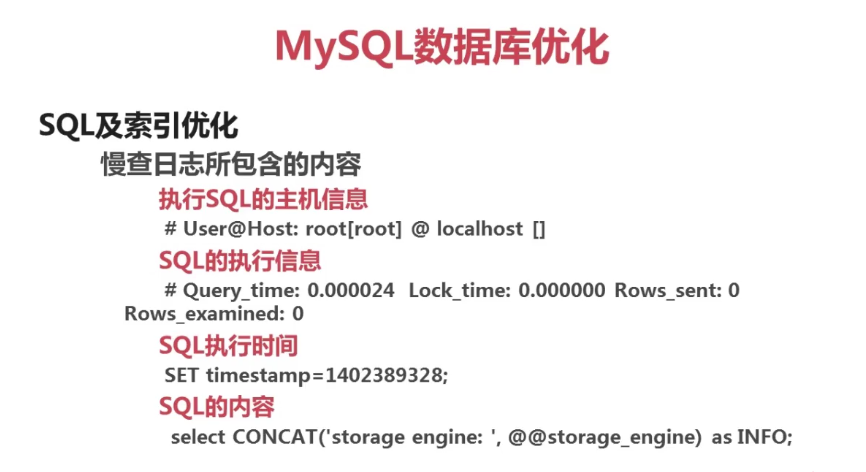 MySQL数据库优化
SQL及索引优化
慢查日志所包含的内容
执行SQL的主机信息
# User@Host: root[root] @ localhost []
SQL的执行信息
# Query_time: 0.000024 Lock_time: 0.000000 Rows_sent: 0
Rows_examined: 0
SQL执行时间
SET timestamp=1402389328;
SQL的内容
select CONCAT('storage engine: ', @@storage_engine) as INFO;